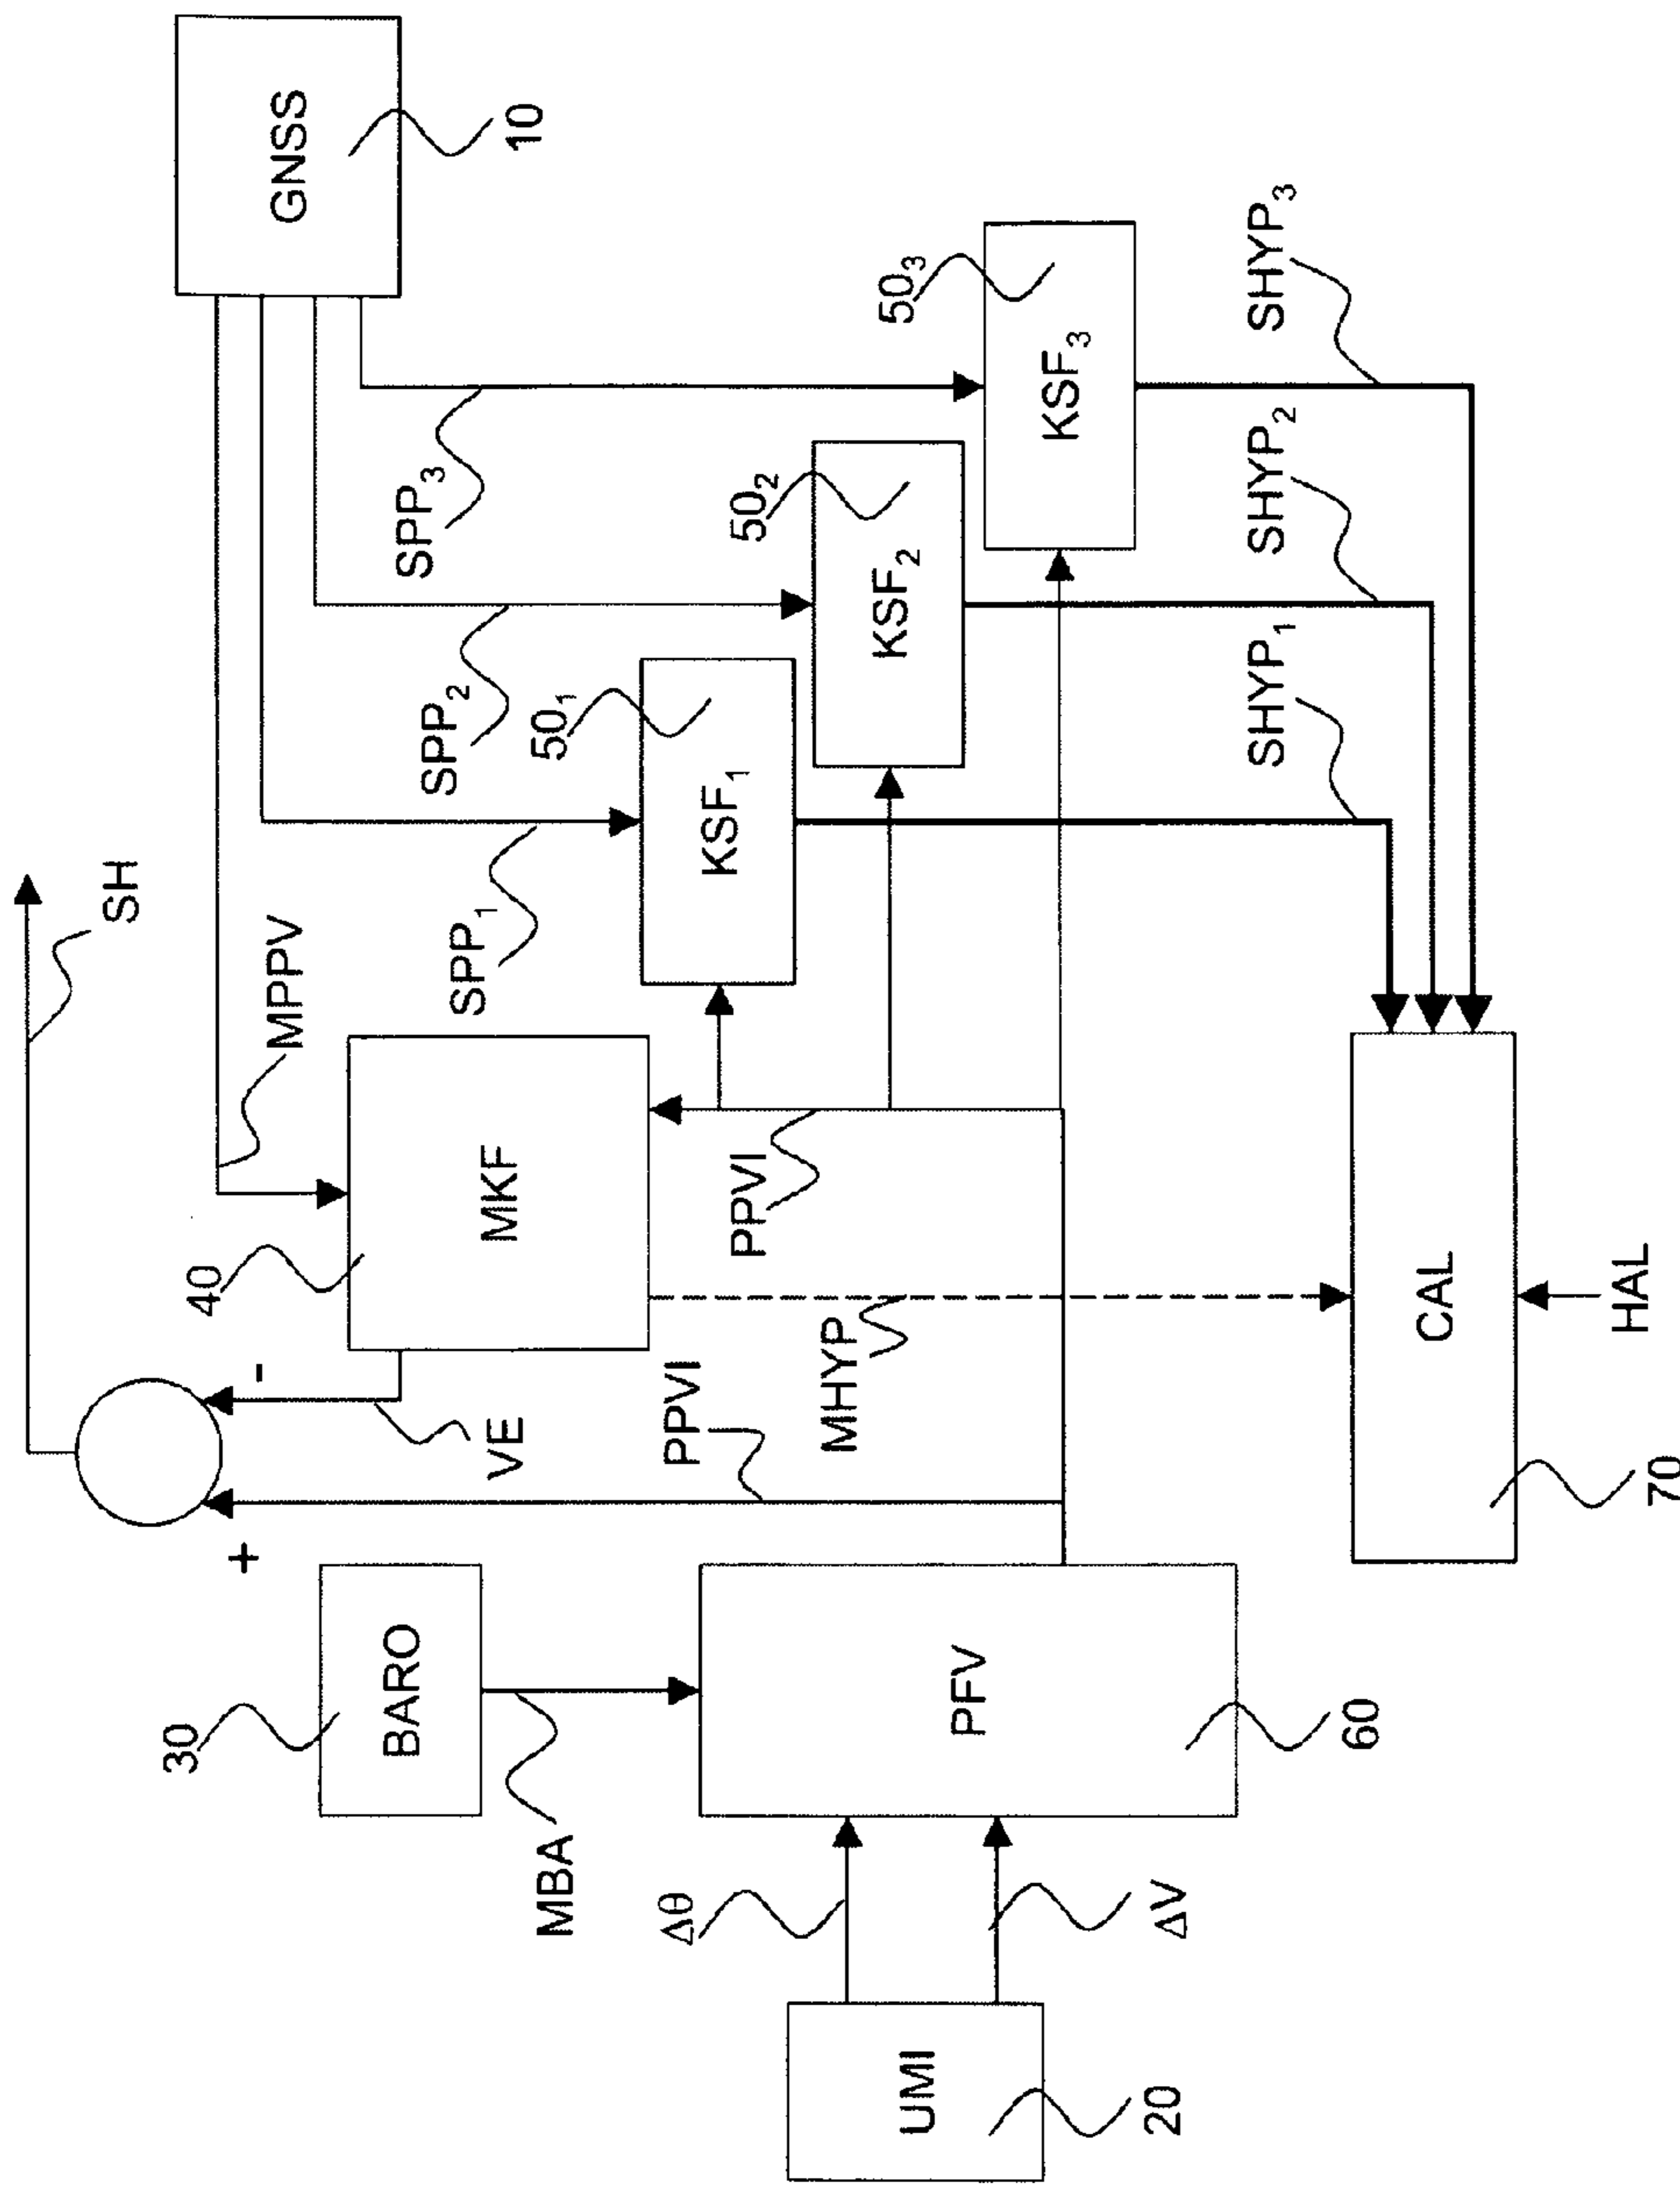 SH
GNSS
10
MPPV
SPP1
SPP2
SPP3
40
MKF
-
+
VE
PPVI
PPVI
MHYP
KSF1
501
KSF2
502
KSF3
503
SHYP1
SHYP2
SHYP3
30
BARO
MBA
PFV
60
Δθ
ΔV
UMI
20
CAL
HAL
70